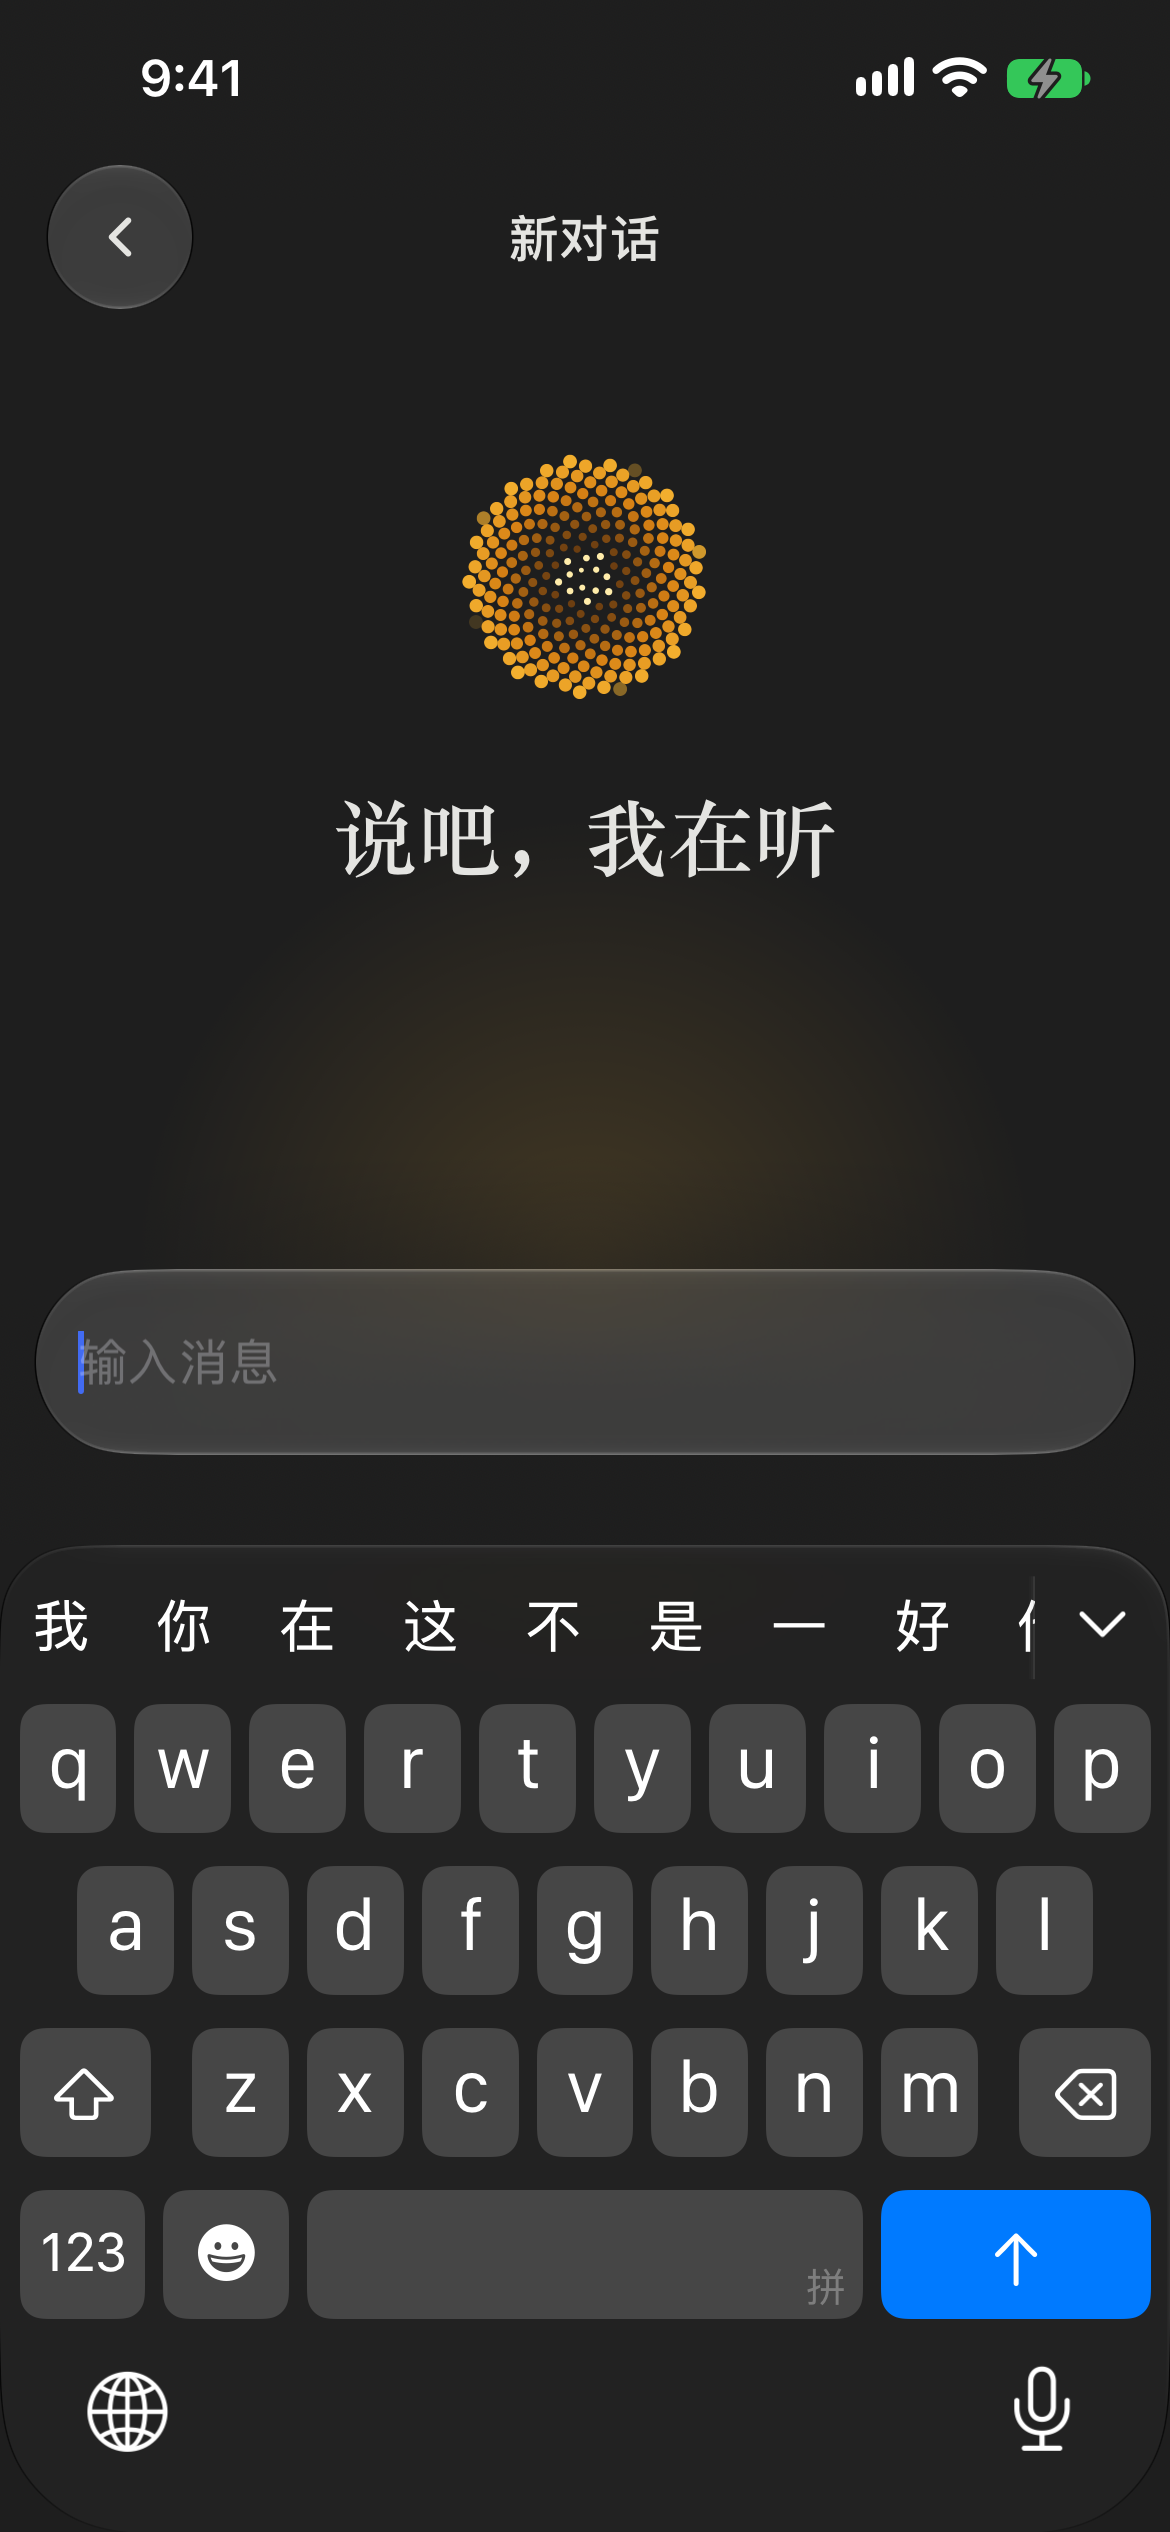 9:41
新对话
说吧，我在听
输入消息
我 你 在 这 不 是 一 好
q w e r t y u i o p
a s d f g h j k l
z x c v b n m
123
拼